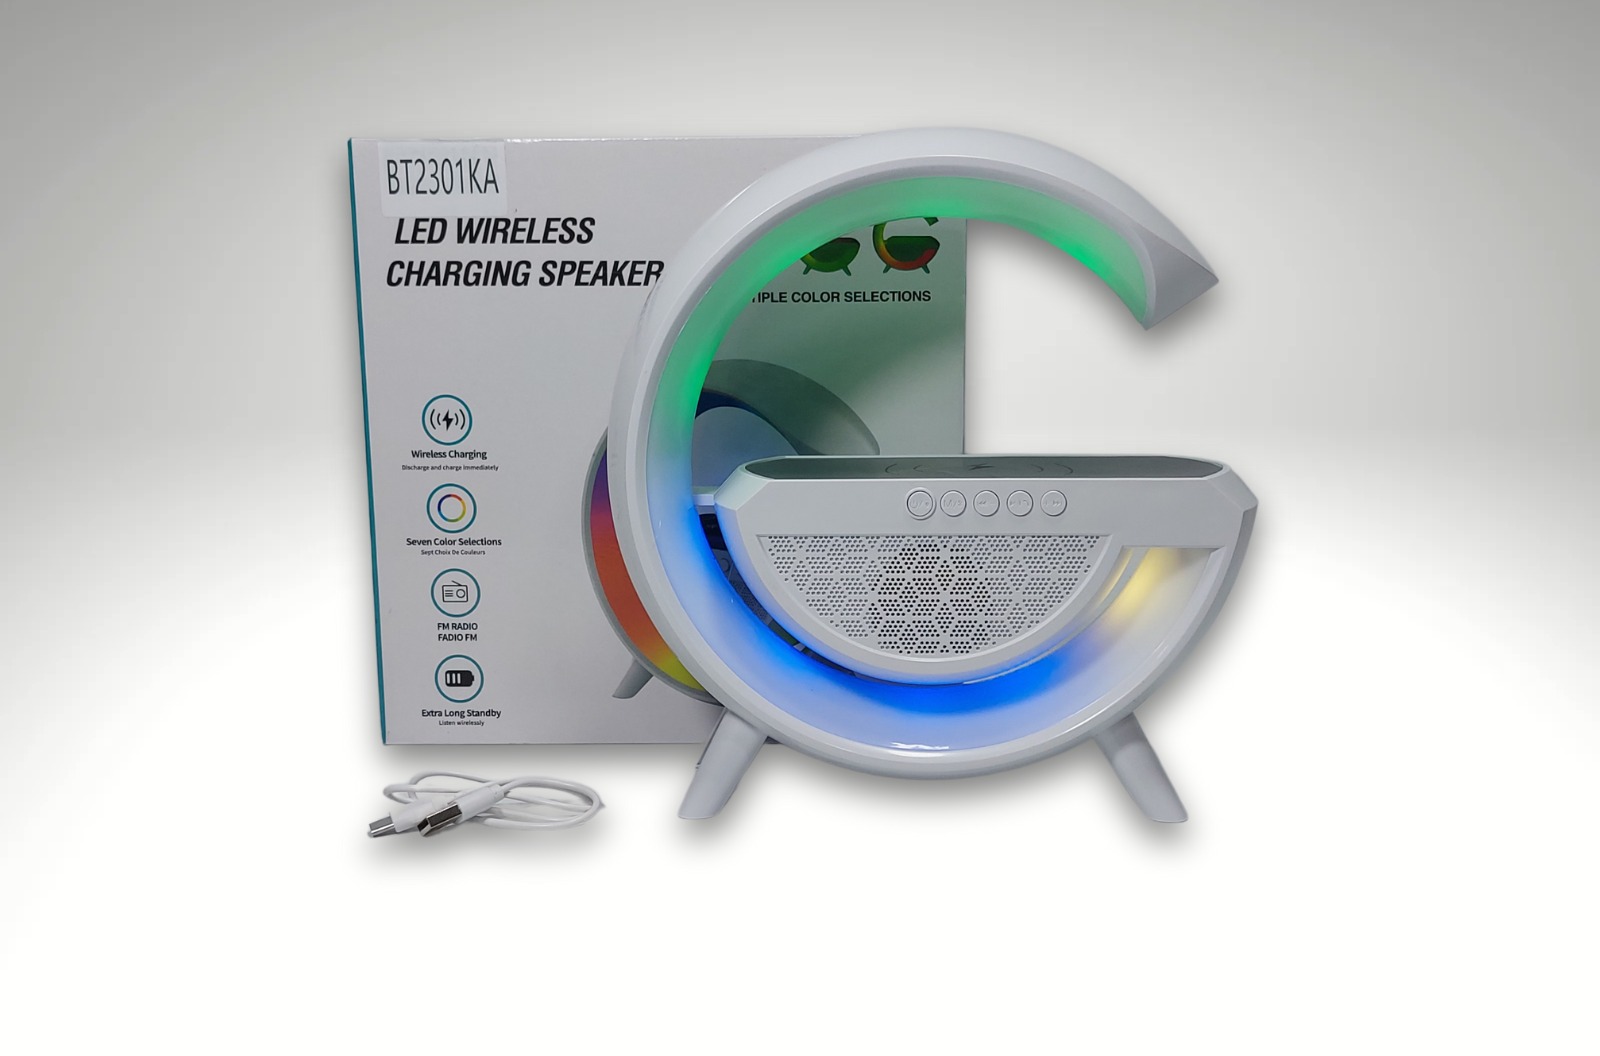 BT2301KA
LED WIRELESS
CHARGING SPEAKER
COLOR SELECTIONS
Wireless Charging
Discharge and charge immediately
Seven Color Selections
Sept Choix De Couleurs
FM RADIO
FADIO FM
Extra Long Standby
Listen wirelessly